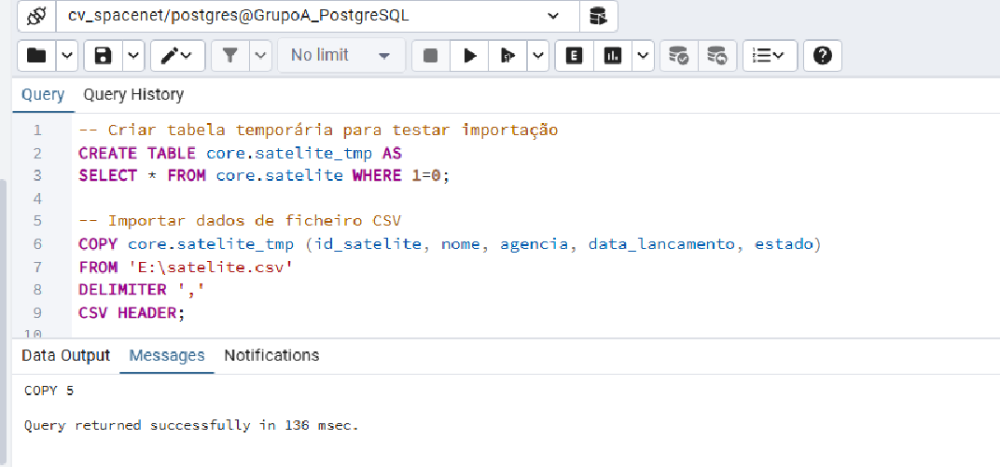 cv_spacenet/postgres@GrupoA_PostgreSQL
No limit
E
Query Query History
1 -- Criar tabela temporária para testar importação
2 CREATE TABLE core.satelite_tmp AS
3 SELECT * FROM core.satelite WHERE 1=0;
4
5 -- Importar dados de ficheiro CSV
6 COPY core.satelite_tmp (id_satelite, nome, agencia, data_lancamento, estado)
7 FROM 'E:\satelite.csv'
8 DELIMITER ','
9 CSV HEADER;
10
Data Output Messages Notifications
COPY 5
Query returned successfully in 136 msec.